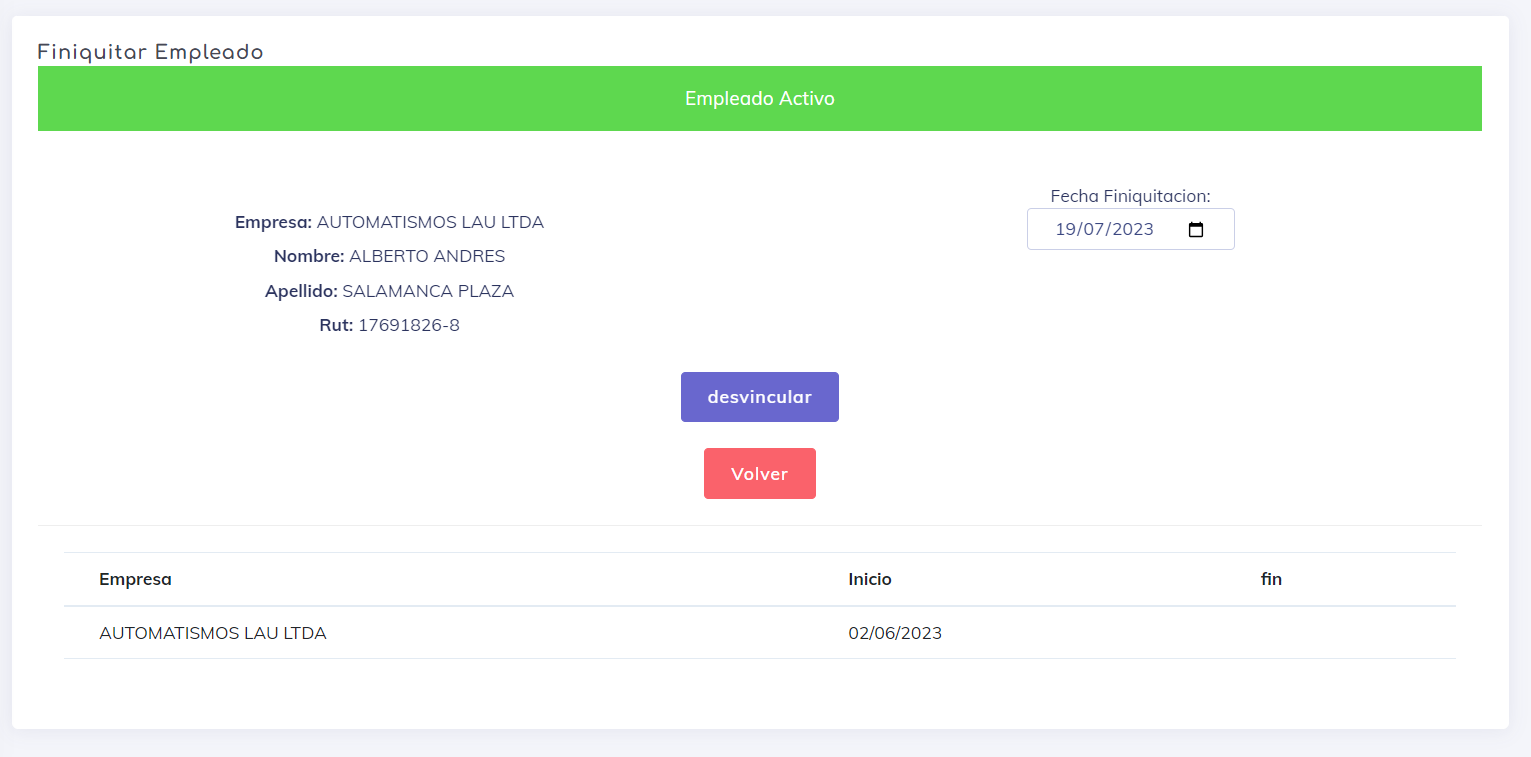 Finiquitar Empleado
Empleado Activo
Empresa: AUTOMATISMOS LAU LTDA
Nombre: ALBERTO ANDRES
Apellido: SALAMANCA PLAZA
Rut: 17691826-8
Fecha Finiquitacion:
19/07/2023
desvincular
Volver
Empresa Inicio fin
AUTOMATISMOS LAU LTDA 02/06/2023